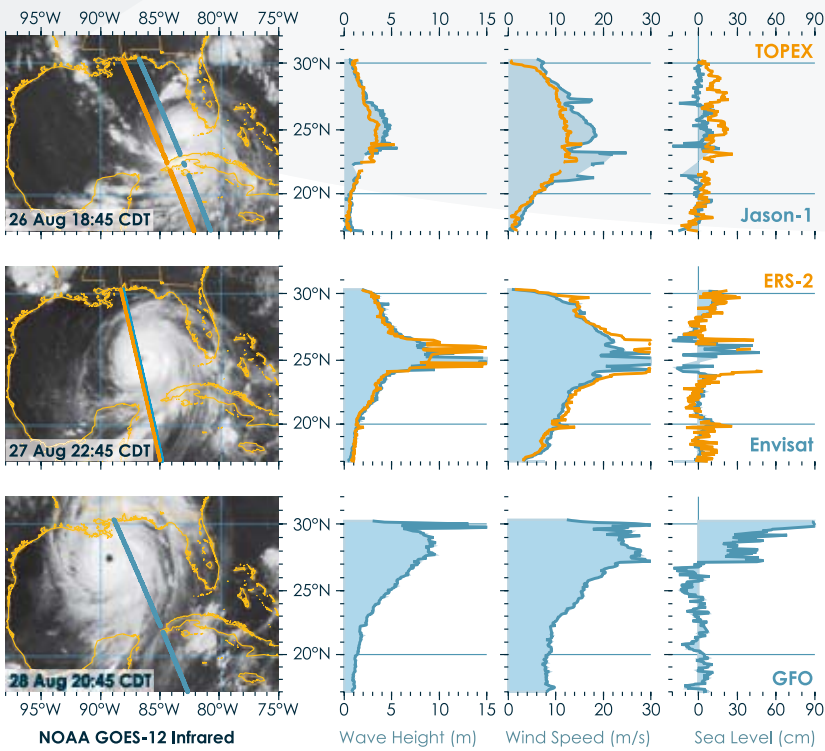 95°W 90°W 85°W 80°W 75°W 0 5 10 15 0 10 20 30 0 30 60 90
30°N
25°N
20°N
TOPEX
Jason-1
26 Aug 18:45 CDT
30°N
25°N
20°N
ERS-2
Envisat
27 Aug 22:45 CDT
30°N
25°N
20°N
GFO
28 Aug 20:45 CDT
95°W 90°W 85°W 80°W 75°W 0 5 10 15 0 10 20 30 0 30 60 90
NOAA GOES-12 Infrared Wave Height (m) Wind Speed (m/s) Sea Level (cm)